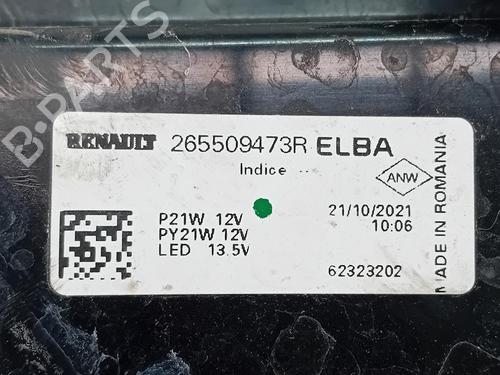 B-PARTS
RENAULT 265509473R ELBA
Indice --
ANW
P21W 12V
PY21W 12V
LED 13.5V
21/10/2021
10:06
62323202
MADE IN ROMANIA